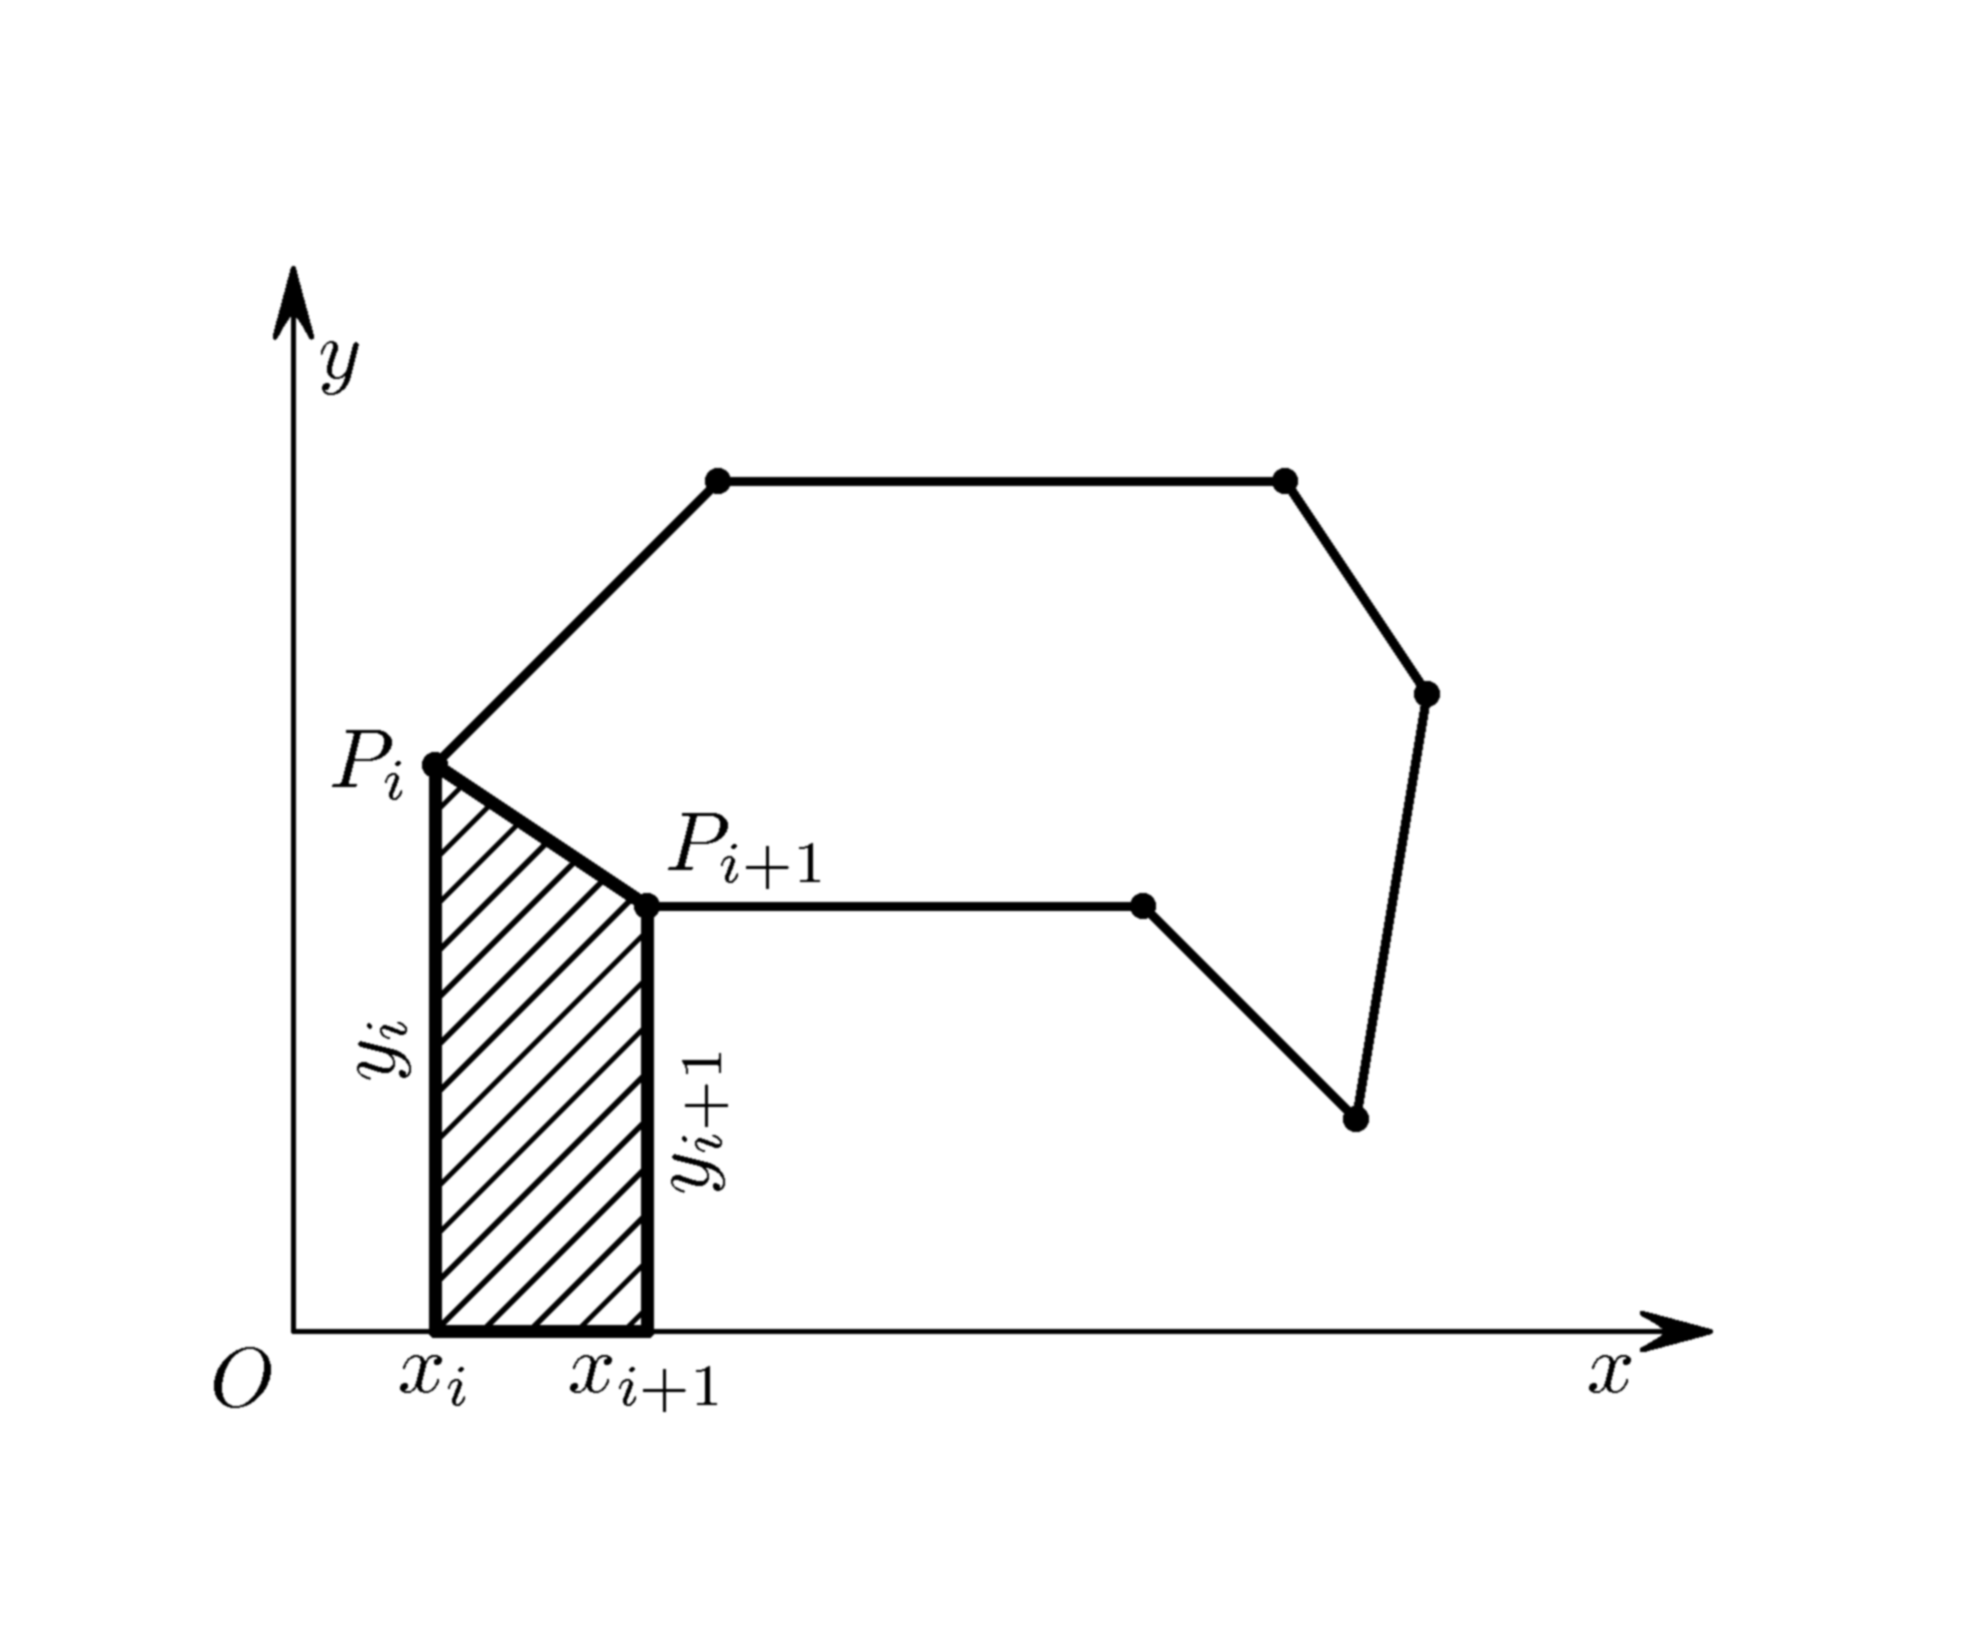 y
P_i
P_{i+1}
y_i
y_{i+1}
O
x_i
x_{i+1}
x